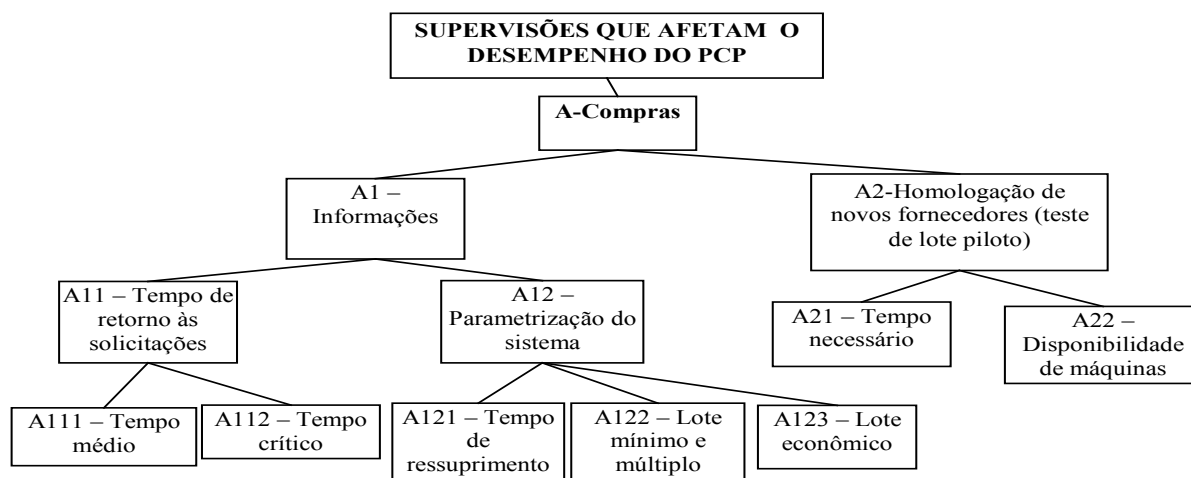 SUPERVISÕES QUE AFETAM O
DESEMPENHO DO PCP
A-Compras
A1 –
Informações
A2-Homologação de
novos fornecedores (teste
de lote piloto)
A11 – Tempo de
retorno às
solicitações
A12 –
Parametrização do
sistema
A21 – Tempo
necessário
A22 –
Disponibilidade
de máquinas
A111 – Tempo
médio
A112 – Tempo
crítico
A121 – Tempo
de
ressuprimento
A122 – Lote
mínimo e
múltiplo
A123 – Lote
econômico